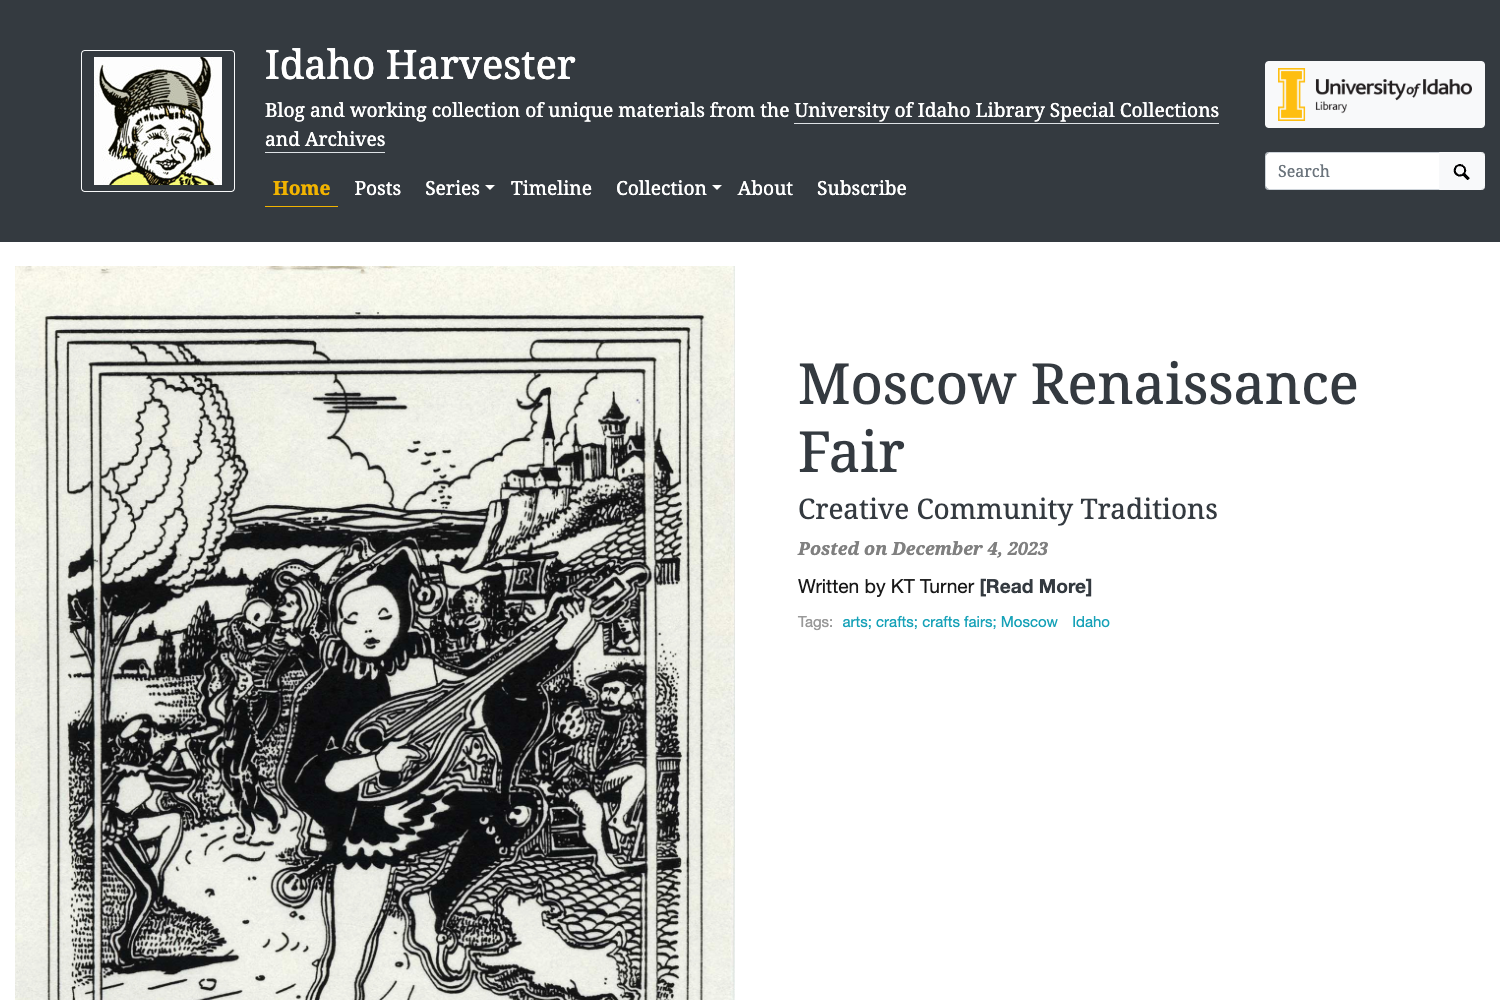 Idaho Harvester
Blog and working collection of unique materials from the University of Idaho Library Special Collections
and Archives
Home Posts Series Timeline Collection About Subscribe
University of Idaho
Library
Search
Moscow Renaissance
Fair
Creative Community Traditions
Posted on December 4, 2023
Written by KT Turner [Read More]
Tags: arts; crafts; crafts fairs; Moscow Idaho
R